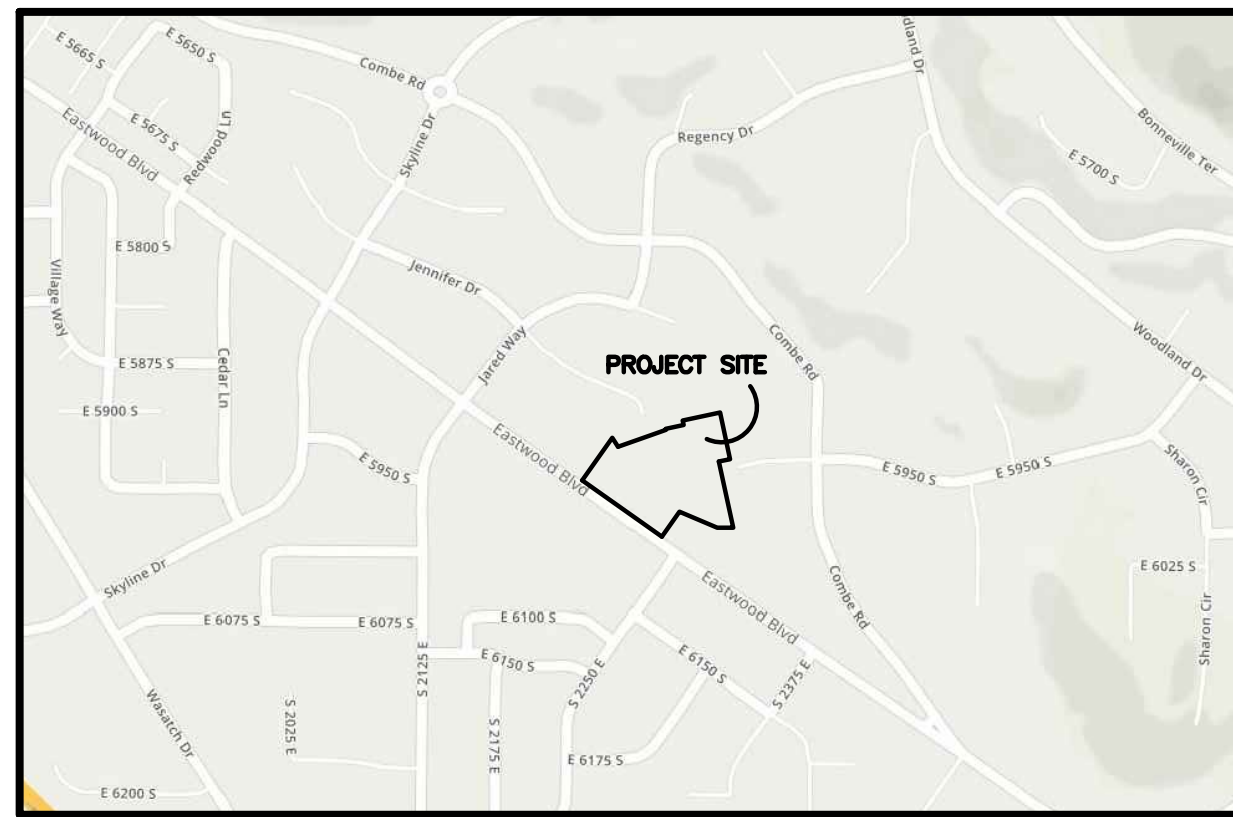 E 5665 S
E 5650 S
Combe Rd
odland Dr
Eastwood Blvd
E 5675 S
Redwood Ln
Skyline Dr
Regency Dr
Bonneville Ter
E 5700 S
E 5800 S
Village Way
Jennifer Dr
E 5875 S
Cedar Ln
Jared Way
PROJECT SITE
Combe Rd
Woodland Dr
E 5900 S
E 5950 S
Eastwood Blvd
E 5950 S
E 5950 S
Sharon Cir
Skyline Dr
E 6075 S
E 6075 S
E 6100 S
Eastwood Blvd
Combe Rd
E 6025 S
S 2125 E
E 6150 S
E 6150 S
S 2250 E
S 2375 E
Sharon Cir
Wasatch Dr
S 2025 E
S 2175 E
E 6175 S
E 6200 S